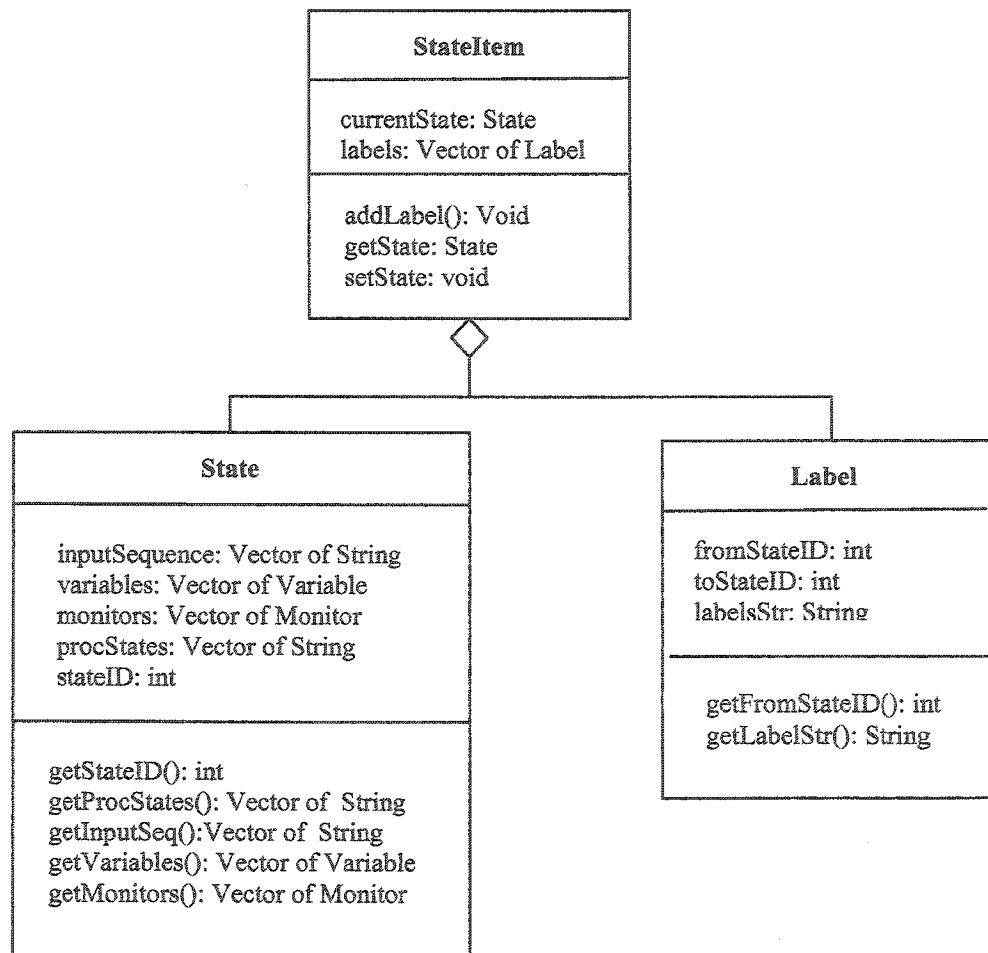 StateItem
currentState: State
labels: Vector of Label
addLabel(): Void
getState: State
setState: void
State
inputSequence: Vector of String
variables: Vector of Variable
monitors: Vector of Monitor
procStates: Vector of String
stateID: int
getStateID(): int
getProcStates(): Vector of String
getInputSeq():Vector of String
getVariables(): Vector of Variable
getMonitors(): Vector of Monitor
Label
fromStateID: int
toStateID: int
labelsStr: String
getFromStateID(): int
getLabelStr(): String